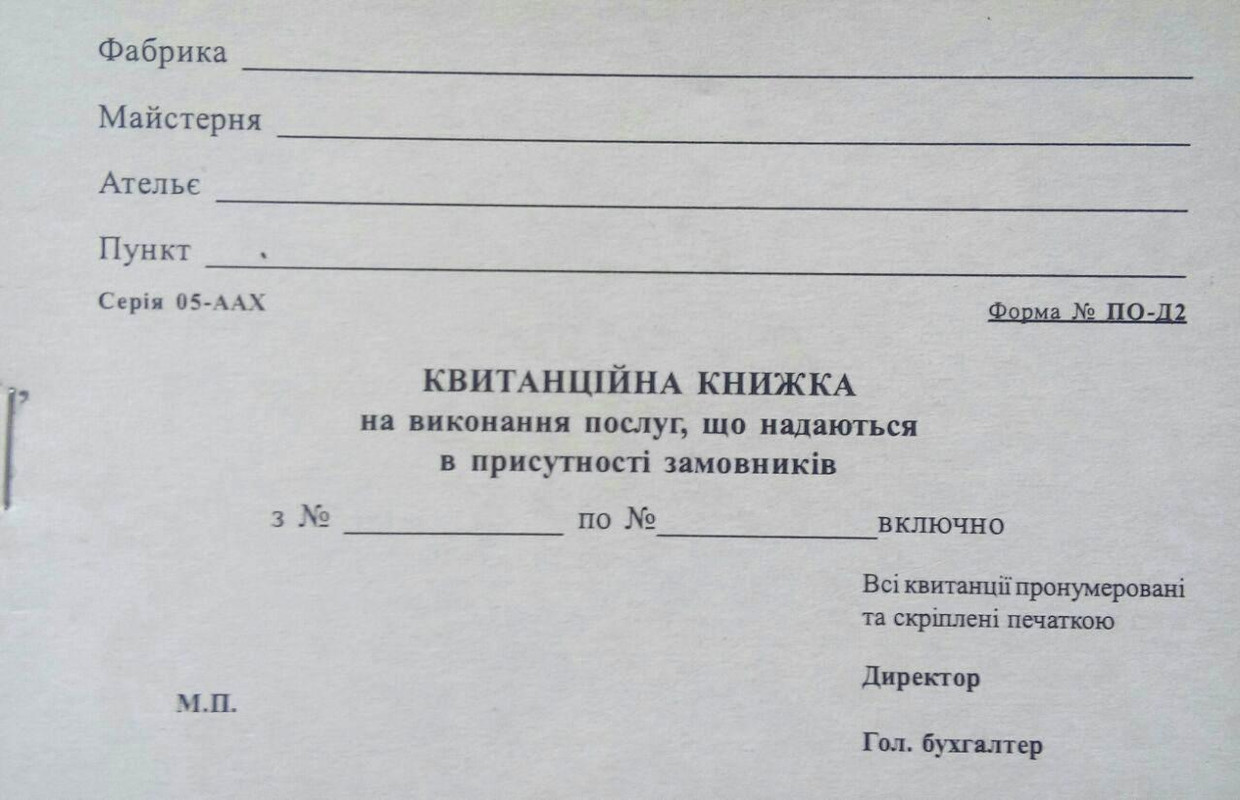 Фабрика
Майстерня
Ательє
Пункт
Серія 05-ААХ Форма № ПО-Д2
КВИТАНЦІЙНА КНИЖКА
на виконання послуг, що надаються
в присутності замовників
з № по № включно
Всі квитанції пронумеровані
та скріплені печаткою
Директор
М.П.
Гол. бухгалтер